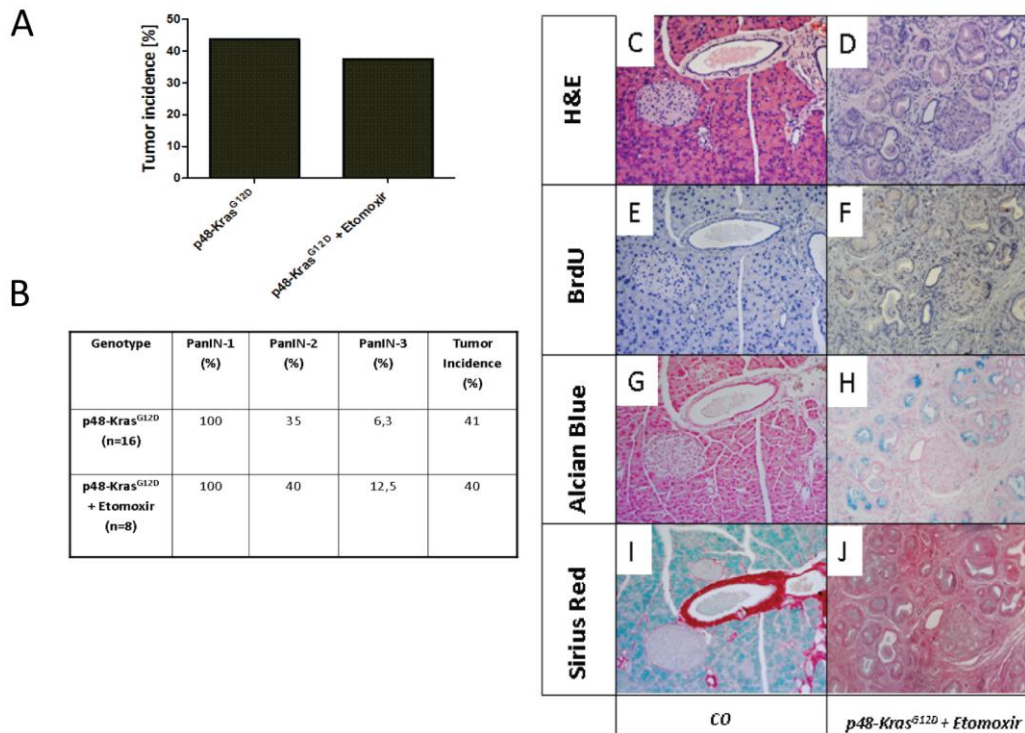 A
Tumor incidence [%]
50
40
30
20
10
0
p48-Kras^G12D
p48-Kras^G12D + Etomoxir
B
Genotype PanIN-1 (%) PanIN-2 (%) PanIN-3 (%) Tumor Incidence (%)
p48-Kras^G12D (n=16) 100 35 6,3 41
p48-Kras^G12D + Etomoxir (n=8) 100 40 12,5 40
H&E
C
D
BrdU
E
F
Alcian Blue
G
H
Sirius Red
I
J
CO
p48-Kras^G12D + Etomoxir